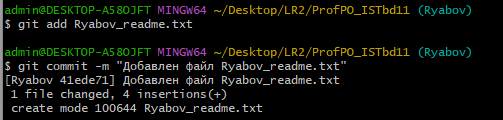 admin@DESKTOP-A58OJFT MINGW64 ~/Desktop/LR2/ProfPO_ISTbd11 (Ryabov)
$ git add Ryabov_readme.txt
admin@DESKTOP-A58OJFT MINGW64 ~/Desktop/LR2/ProfPO_ISTbd11 (Ryabov)
$ git commit -m "Добавлен файл Ryabov_readme.txt"
[Ryabov 41ede71] Добавлен файл Ryabov_readme.txt
1 file changed, 4 insertions(+)
create mode 100644 Ryabov_readme.txt